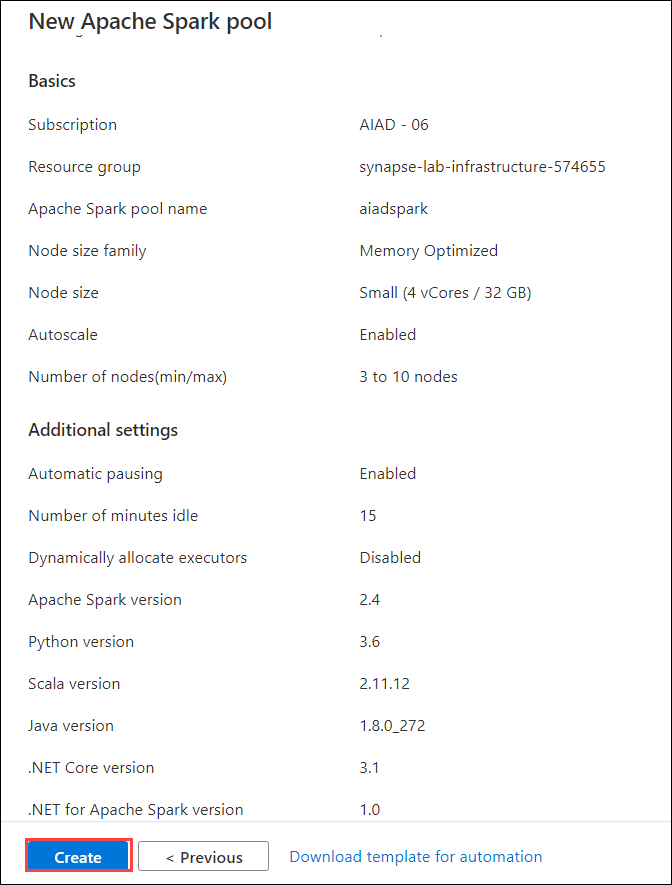 New Apache Spark pool
Basics
Subscription AIAD - 06
Resource group synapse-lab-infrastructure-574655
Apache Spark pool name aiadspark
Node size family Memory Optimized
Node size Small (4 vCores / 32 GB)
Autoscale Enabled
Number of nodes(min/max) 3 to 10 nodes
Additional settings
Automatic pausing Enabled
Number of minutes idle 15
Dynamically allocate executors Disabled
Apache Spark version 2.4
Python version 3.6
Scala version 2.11.12
Java version 1.8.0_272
.NET Core version 3.1
.NET for Apache Spark version 1.0
Create < Previous Download template for automation